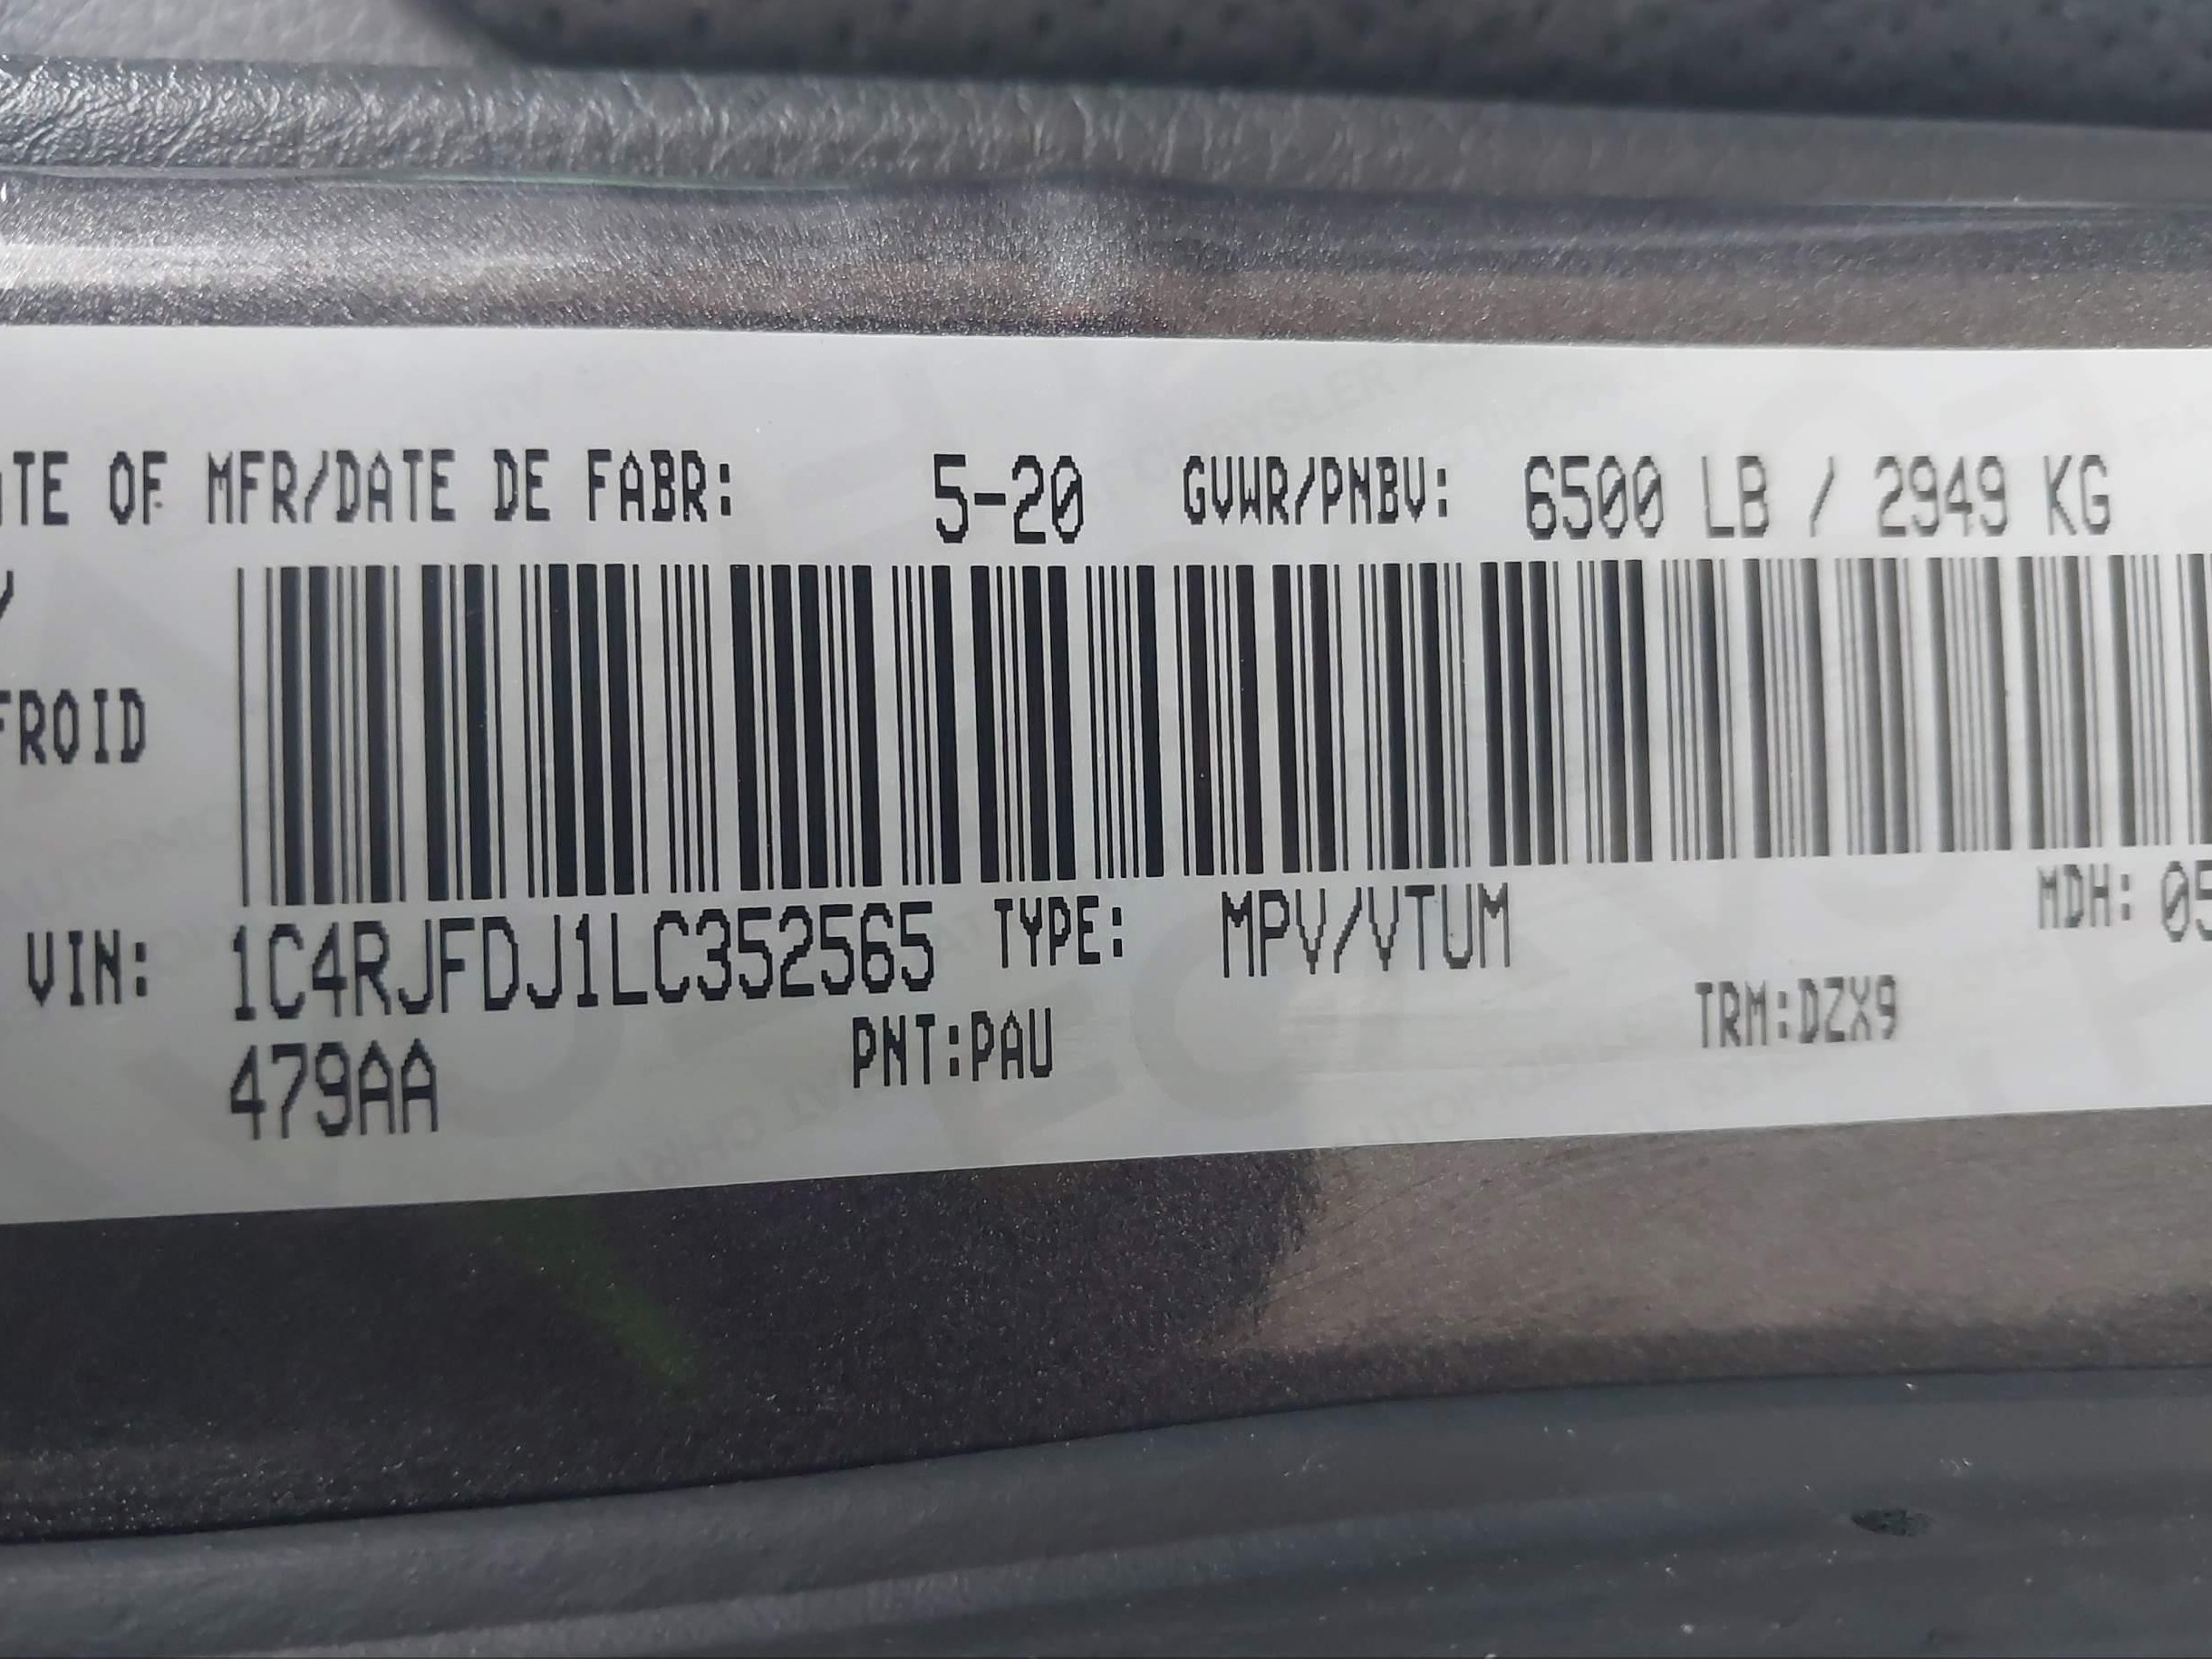 ATE OF MFR/DATE DE FABR: 5-20 GVWR/PNBV: 6500 LB / 2949 KG
FROID
VIN: 1C4RJFDJ1LC352565 TYPE: MPV/VTUM MDH: 05
479AA PNT:PAU TRM:DZX9